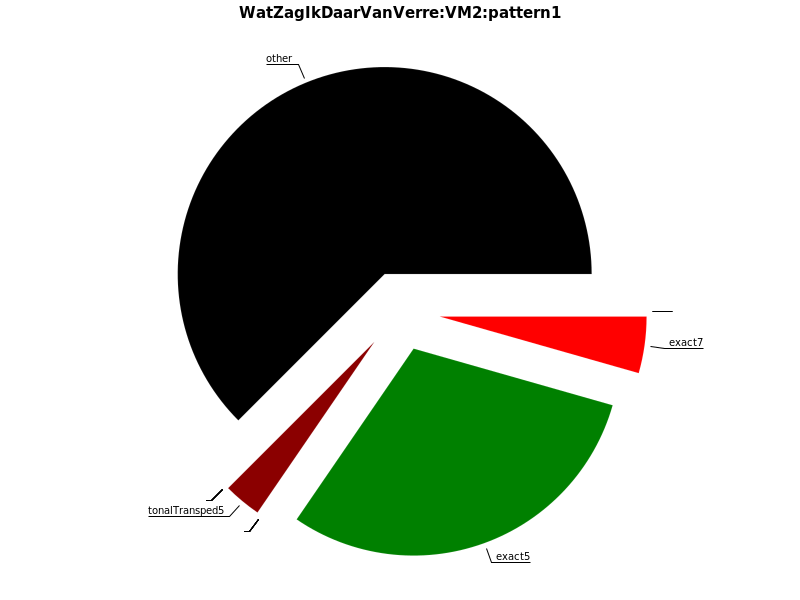 WatZagIkDaarVanVerre:VM2:pattern1
other
exact7
tonalTransped5
exact5